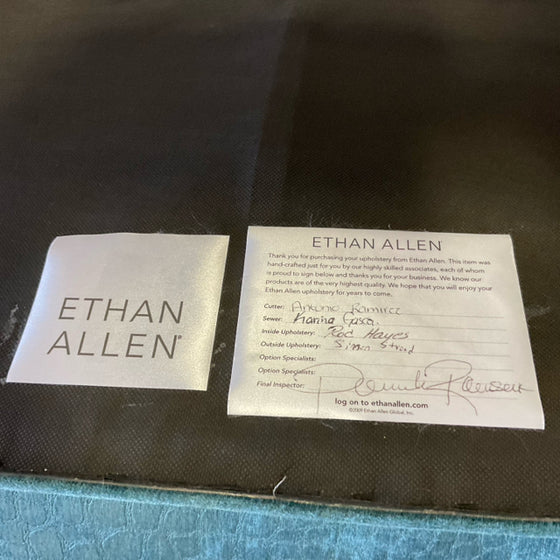 ETHAN
ALLEN®
ETHAN ALLEN
Thank you for purchasing your upholstery from Ethan Allen. This item was
hand-crafted just for you by our highly skilled associates, each of whom
is proud to sign below and thanks you for your business. We know our
products are of the very highest quality. We hope that you will enjoy your
Ethan Allen upholstery for years to come.
Cutter: Antonio Ramirez
Sewer: Karina
Inside Upholstery: Rod Hayes
Outside Upholstery: Simon
Option Specialists:
Option Specialists:
Final Inspector:
log on to ethanallen.com
©2009 Ethan Allen Global, Inc.